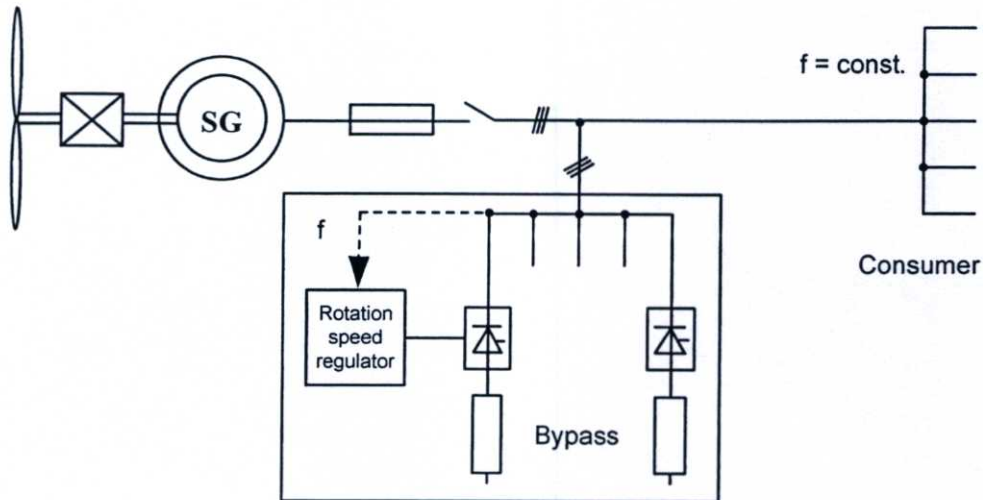 f = const.
SG
Consumer
f
Rotation
speed
regulator
Bypass